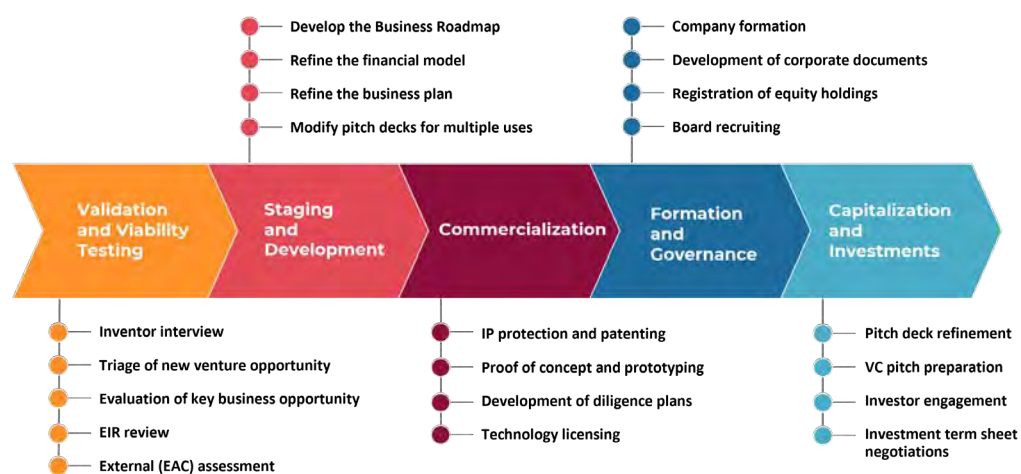 Develop the Business Roadmap
Refine the financial model
Refine the business plan
Modify pitch decks for multiple uses
Company formation
Development of corporate documents
Registration of equity holdings
Board recruiting
Validation
and Viability
Testing
Staging
and
Development
Commercialization
Formation
and
Governance
Capitalization
and
Investments
Inventor interview
Triage of new venture opportunity
Evaluation of key business opportunity
EIR review
External (EAC) assessment
IP protection and patenting
Proof of concept and prototyping
Development of diligence plans
Technology licensing
Pitch deck refinement
VC pitch preparation
Investor engagement
Investment term sheet
negotiations